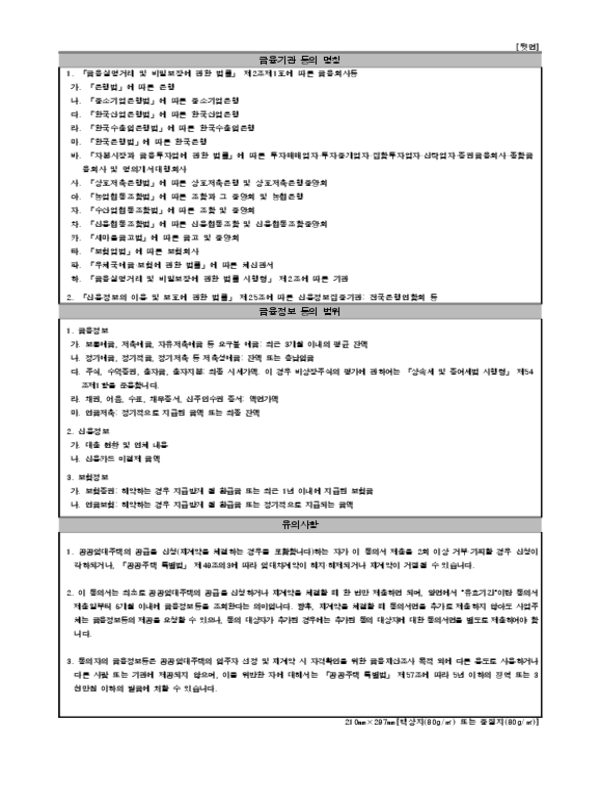 [뒷면]
금융기관 등의 명칭
1. 「금융실명거래 및 비밀보장에 관한 법률」 제2조제1호에 따른 금융회사등
가. 「은행법」에 따른 은행
나. 「중소기업은행법」에 따른 중소기업은행
다. 「한국산업은행법」에 따른 한국산업은행
라. 「한국수출입은행법」에 따른 한국수출입은행
마. 「한국은행법」에 따른 한국은행
바. 「자본시장과 금융투자업에 관한 법률」에 따른 투자매매업자·투자중개업자·집합투자업자·신탁업자·증권금융회사·종합금
융회사 및 명의개서대행회사
사. 「상호저축은행법」에 따른 상호저축은행 및 상호저축은행중앙회
아. 「농업협동조합법」에 따른 조합과 그 중앙회 및 농협은행
자. 「수산업협동조합법」에 따른 조합 및 중앙회
차. 「신용협동조합법」에 따른 신용협동조합 및 신용협동조합중앙회
카. 「새마을금고법」에 따른 금고 및 중앙회
타. 「보험업법」에 따른 보험회사
파. 「우체국예금·보험에 관한 법률」에 따른 체신관서
하. 「금융실명거래 및 비밀보장에 관한 법률 시행령」 제2조에 따른 기관
2. 「신용정보의 이용 및 보호에 관한 법률」 제25조에 따른 신용정보집중기관: 전국은행연합회 등
금융정보 등의 범위
1. 금융정보
가. 보통예금, 저축예금, 자유저축예금 등 요구불 예금: 최근 3개월 이내의 평균 잔액
나. 정기예금, 정기적금, 정기저축 등 저축성예금: 잔액 또는 총납입금
다. 주식, 수익증권, 출자금, 출자지분: 최종 시세가액. 이 경우 비상장주식의 평가에 관하여는 「상속세 및 증여세법 시행령」 제54
조제1항을 준용합니다.
라. 채권, 어음, 수표, 채무증서, 신주인수권 증서: 액면가액
마. 연금저축: 정기적으로 지급된 금액 또는 최종 잔액
2. 신용정보
가. 대출 현황 및 연체 내용
나. 신용카드 미결제 금액
3. 보험정보
가. 보험증권: 해약하는 경우 지급받게 될 환급금 또는 최근 1년 이내에 지급된 보험금
나. 연금보험: 해약하는 경우 지급받게 될 환급금 또는 정기적으로 지급되는 금액
유의사항
1. 공공임대주택의 공급을 신청(재계약을 체결하는 경우를 포함합니다)하는 자가 이 동의서 제출을 2회 이상 거부·기피할 경우 신청이
각하되거나, 「공공주택 특별법」 제49조의3에 따라 임대차계약이 해지·해제되거나 재계약이 거절될 수 있습니다.
2. 이 동의서는 최초로 공공임대주택의 공급을 신청하거나 재계약을 체결할 때 한 번만 제출하면 되며, 앞면에서 "유효기간"이란 동의서
제출일부터 6개월 이내에 금융정보등을 조회한다는 의미입니다. 향후, 재계약을 체결할 때 동의서면을 추가로 제출하지 않아도 사업주
체는 금융정보등의 제공을 요청할 수 있으나, 동의 대상자가 추가된 경우에는 추가된 동의 대상자에 대한 동의서면을 별도로 제출해야 합
니다.
3. 동의자의 금융정보등은 공공임대주택의 입주자 선정 및 재계약 시 자격확인을 위한 금융재산조사 목적 외에 다른 용도로 사용하거나
다른 사람 또는 기관에 제공되지 않으며, 이를 위반한 자에 대해서는 「공공주택 특별법」 제57조에 따라 5년 이하의 징역 또는 3
천만원 이하의 벌금에 처할 수 있습니다.
210㎜×297㎜[백상지(80g/㎡) 또는 중질지(80g/㎡)]